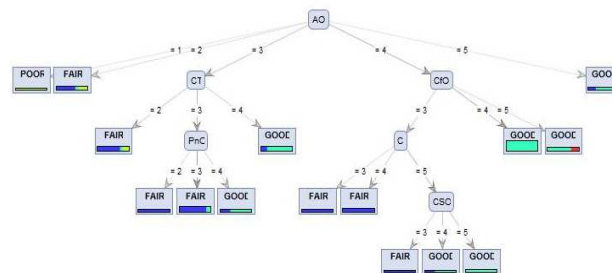 AO
= 1 = 2 = 3 = 4 = 5
POOR FAIR CT CfO GOOD
= 2 = 3 = 4 = 3 = 4 = 5
FAIR PnC GOOD C GOOD GOOD
= 2 = 3 = 4 = 3 = 4 = 5
FAIR FAIR GOOD FAIR FAIR CSC
= 3 = 4 = 5
FAIR GOOD GOOD